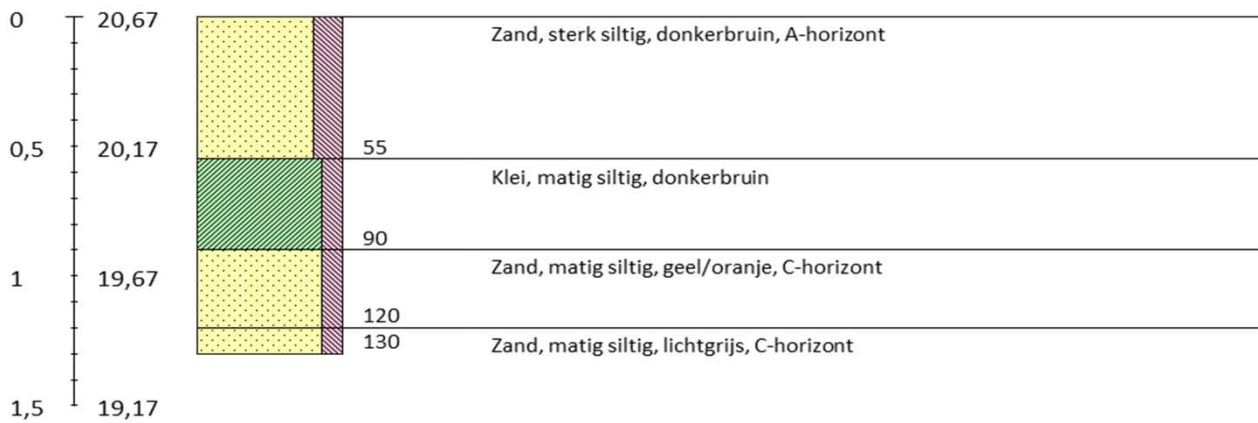 0 20,67
Zand, sterk siltig, donkerbruin, A-horizont
0,5 20,17 55
Klei, matig siltig, donkerbruin
90
Zand, matig siltig, geel/oranje, C-horizont
1 19,67
120
130 Zand, matig siltig, lichtgrijs, C-horizont
1,5 19,17